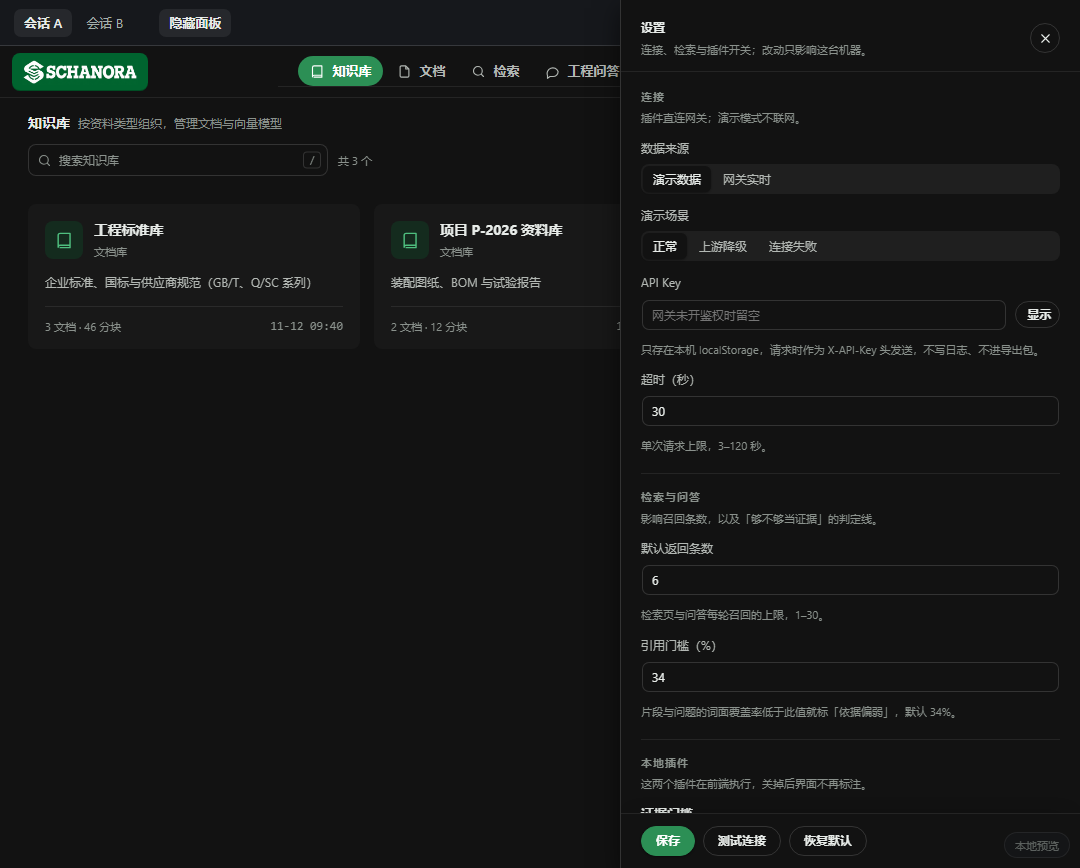 会话 A
会话 B
隐藏面板
SCHANORA
知识库
文档
检索
工程问答
知识库 按资料类型组织，管理文档与向量模型
搜索知识库
/
共 3 个
工程标准库
文档库
企业标准、国标与供应商规范（GB/T、Q/SC 系列）
3 文档 · 46 分块
11-12 09:40
项目 P-2026 资料库
文档库
装配图纸、BOM 与试验报告
2 文档 · 12 分块
设置
连接、检索与插件开关；改动只影响这台机器。
连接
插件直连网关；演示模式不联网。
数据来源
演示数据
网关实时
演示场景
正常
上游降级
连接失败
API Key
网关未开鉴权时留空
显示
只存在本机 localStorage，请求时作为 X-API-Key 头发送，不写日志、不进导出包。
超时（秒）
30
单次请求上限，3–120 秒。
检索与问答
影响召回条数，以及「够不够当证据」的判定线。
默认返回条数
6
检索页与问答每轮召回的上限，1–30。
引用门槛（%）
34
片段与问题的词面覆盖率低于此值就标「依据偏弱」，默认 34%。
本地插件
这两个插件在前端执行，关掉后界面不再标注。
证据门槛
保存
测试连接
恢复默认
本地预览